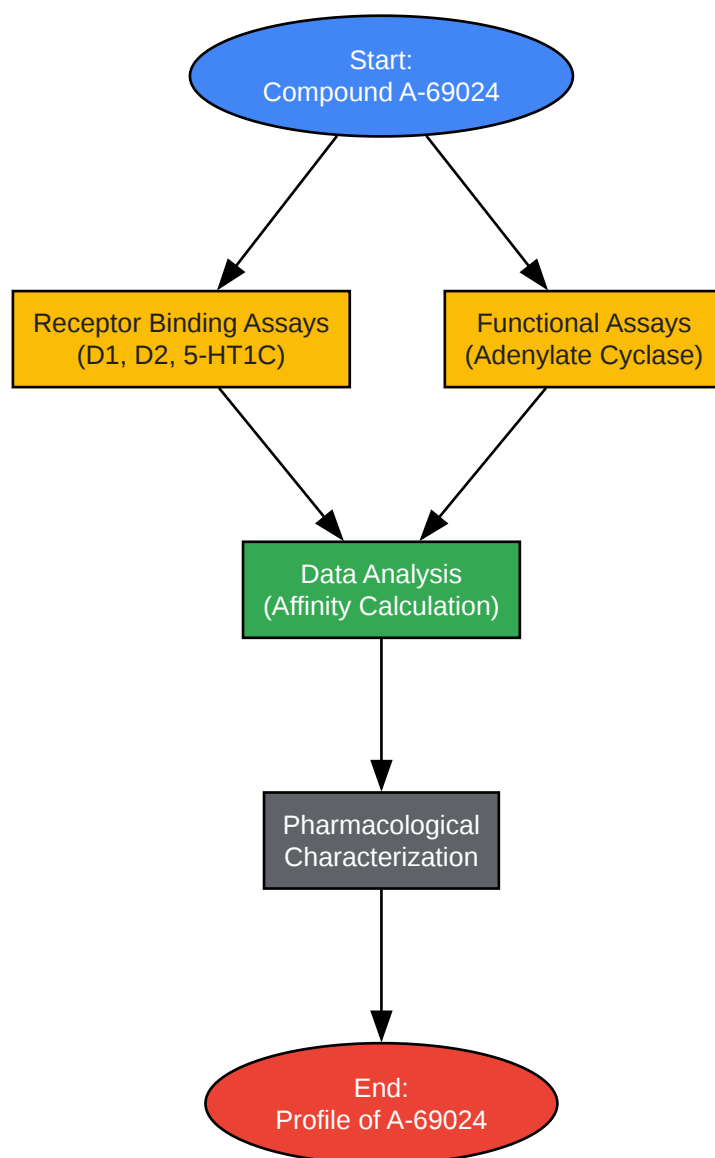 Start:
Compound A-69024
Receptor Binding Assays
(D1, D2, 5-HT1C)
Functional Assays
(Adenylate Cyclase)
Data Analysis
(Affinity Calculation)
Pharmacological
Characterization
End:
Profile of A-69024